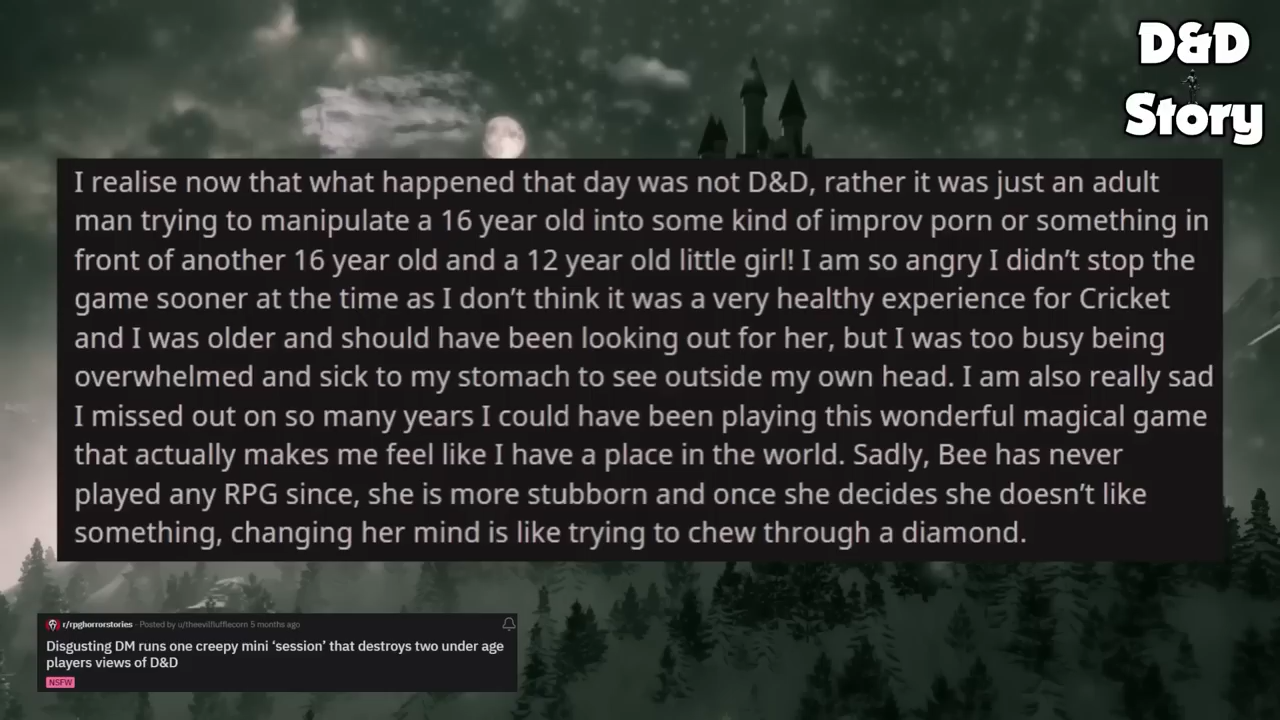 D&D
Story
I realise now that what happened that day was not D&D, rather it was just an adult
man trying to manipulate a 16 year old into some kind of improv porn or something in
front of another 16 year old and a 12 year old little girl! I am so angry I didn’t stop the
game sooner at the time as I don’t think it was a very healthy experience for Cricket
and I was older and should have been looking out for her, but I was too busy being
overwhelmed and sick to my stomach to see outside my own head. I am also really sad
I missed out on so many years I could have been playing this wonderful magical game
that actually makes me feel like I have a place in the world. Sadly, Bee has never
played any RPG since, she is more stubborn and once she decides she doesn’t like
something, changing her mind is like trying to chew through a diamond.
r/rpghorrorstories · Posted by u/theevilflufflecorn 5 months ago
Disgusting DM runs one creepy mini ‘session’ that destroys two under age
players views of D&D
NSFW